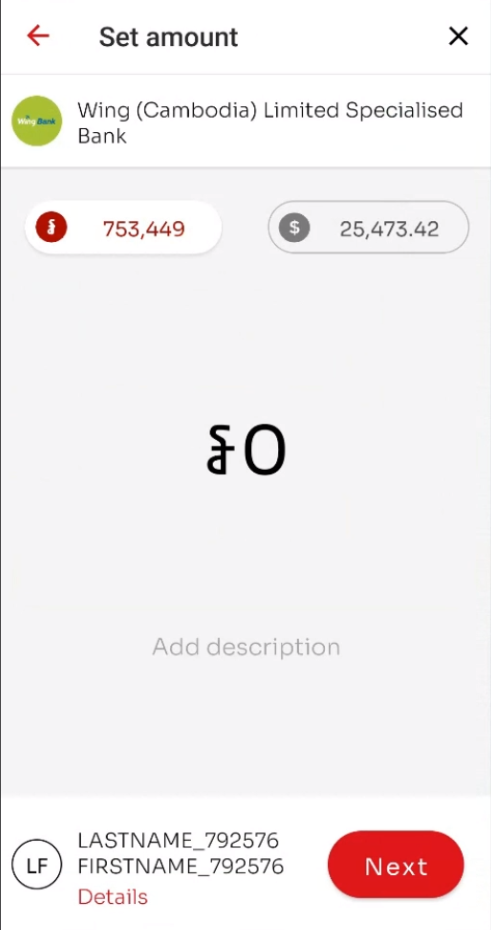 Set amount
Wing Bank
Wing (Cambodia) Limited Specialised
Bank
៛ 753,449
$ 25,473.42
៛0
Add description
LF
LASTNAME_792576
FIRSTNAME_792576
Details
Next